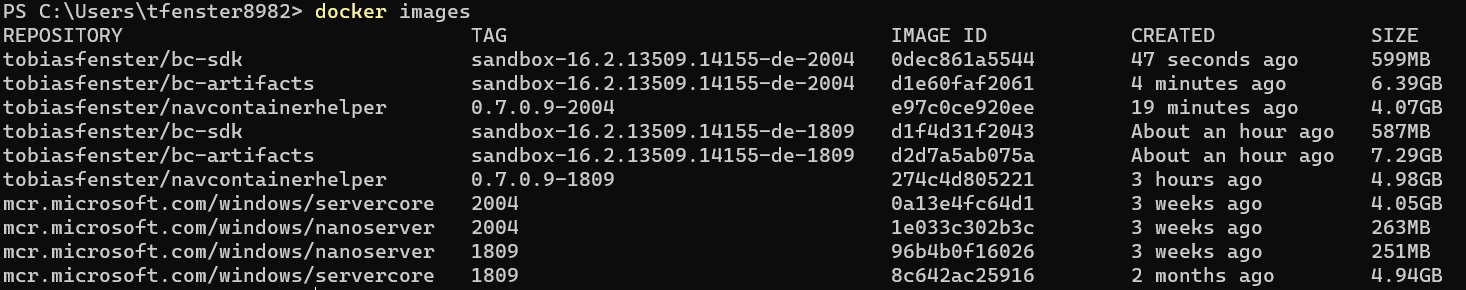 PS C:\Users\tfenster8982> docker images
REPOSITORY TAG IMAGE ID CREATED SIZE
tobiasfenster/bc-sdk sandbox-16.2.13509.14155-de-2004 0dec861a5544 47 seconds ago 599MB
tobiasfenster/bc-artifacts sandbox-16.2.13509.14155-de-2004 d1e60faf2061 4 minutes ago 6.39GB
tobiasfenster/navcontainerhelper 0.7.0.9-2004 e97c0ce920ee 19 minutes ago 4.07GB
tobiasfenster/bc-sdk sandbox-16.2.13509.14155-de-1809 d1f4d31f2043 About an hour ago 587MB
tobiasfenster/bc-artifacts sandbox-16.2.13509.14155-de-1809 d2d7a5ab075a About an hour ago 7.29GB
tobiasfenster/navcontainerhelper 0.7.0.9-1809 274c4d805221 3 hours ago 4.98GB
mcr.microsoft.com/windows/servercore 2004 0a13e4fc64d1 3 weeks ago 4.05GB
mcr.microsoft.com/windows/nanoserver 2004 1e033c302b3c 3 weeks ago 263MB
mcr.microsoft.com/windows/nanoserver 1809 96b4b0f16026 3 weeks ago 251MB
mcr.microsoft.com/windows/servercore 1809 8c642ac25916 2 months ago 4.94GB